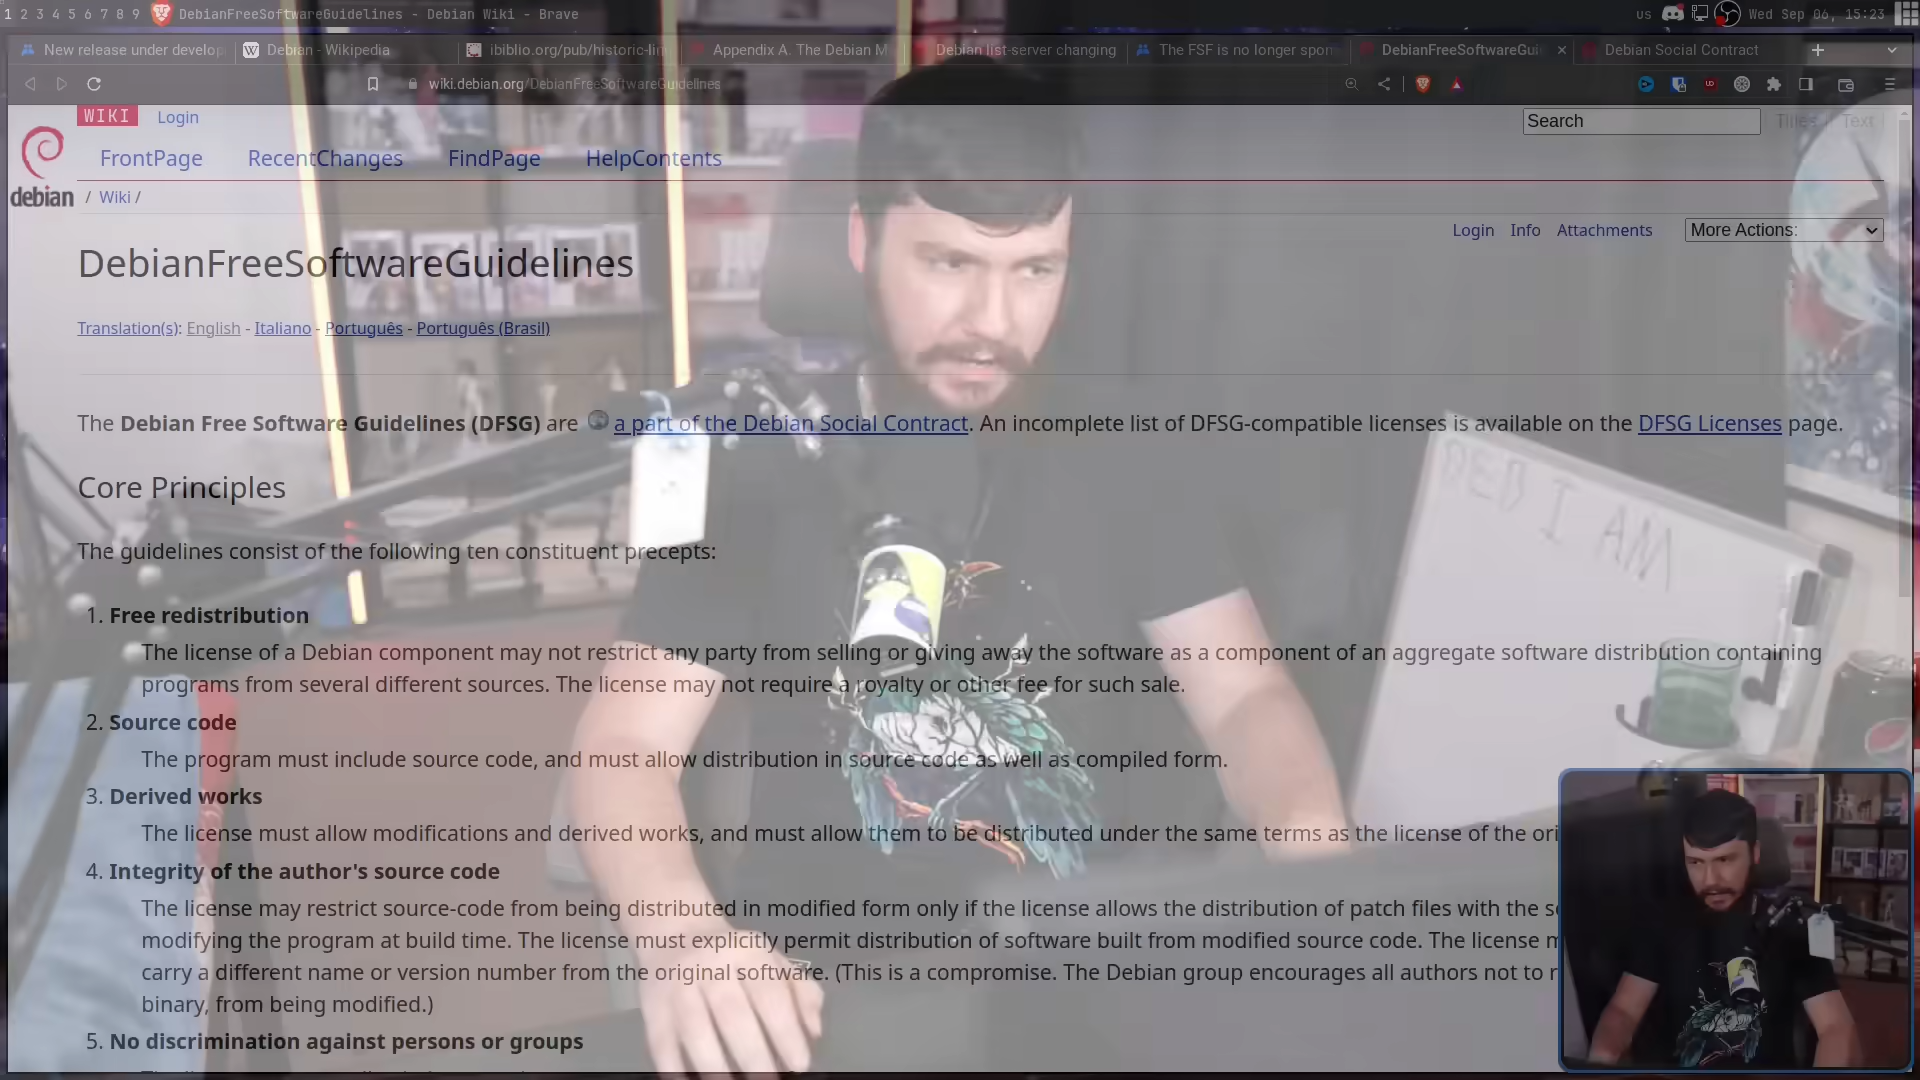 1 2 3 4 5 6 7 8 9 DebianFreeSoftwareGuidelines - Debian Wiki - Brave us Wed Sep 06, 15:23
New release under develop Debian - Wikipedia ibiblio.org/pub/historic-lin Appendix A. The Debian M Debian list-server changing The FSF is no longer spon DebianFreeSoftwareGui Debian Social Contract
wiki.debian.org/DebianFreeSoftwareGuidelines
WIKI Login
Search Titles Text
FrontPage RecentChanges FindPage HelpContents
debian / Wiki /
Login Info Attachments More Actions:
DebianFreeSoftwareGuidelines
Translation(s): English - Italiano - Português - Português (Brasil)
The Debian Free Software Guidelines (DFSG) are a part of the Debian Social Contract. An incomplete list of DFSG-compatible licenses is available on the DFSG Licenses page.
Core Principles
The guidelines consist of the following ten constituent precepts:
1. Free redistribution
The license of a Debian component may not restrict any party from selling or giving away the software as a component of an aggregate software distribution containing
programs from several different sources. The license may not require a royalty or other fee for such sale.
2. Source code
The program must include source code, and must allow distribution in source code as well as compiled form.
3. Derived works
The license must allow modifications and derived works, and must allow them to be distributed under the same terms as the license of the ori
4. Integrity of the author's source code
The license may restrict source-code from being distributed in modified form only if the license allows the distribution of patch files with the s
modifying the program at build time. The license must explicitly permit distribution of software built from modified source code. The license m
carry a different name or version number from the original software. (This is a compromise. The Debian group encourages all authors not to r
binary, from being modified.)
5. No discrimination against persons or groups
I AM